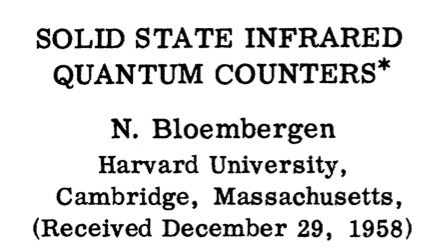 SOLID STATE INFRARED
QUANTUM COUNTERS*
N. Bloembergen
Harvard University,
Cambridge, Massachusetts,
(Received December 29, 1958)